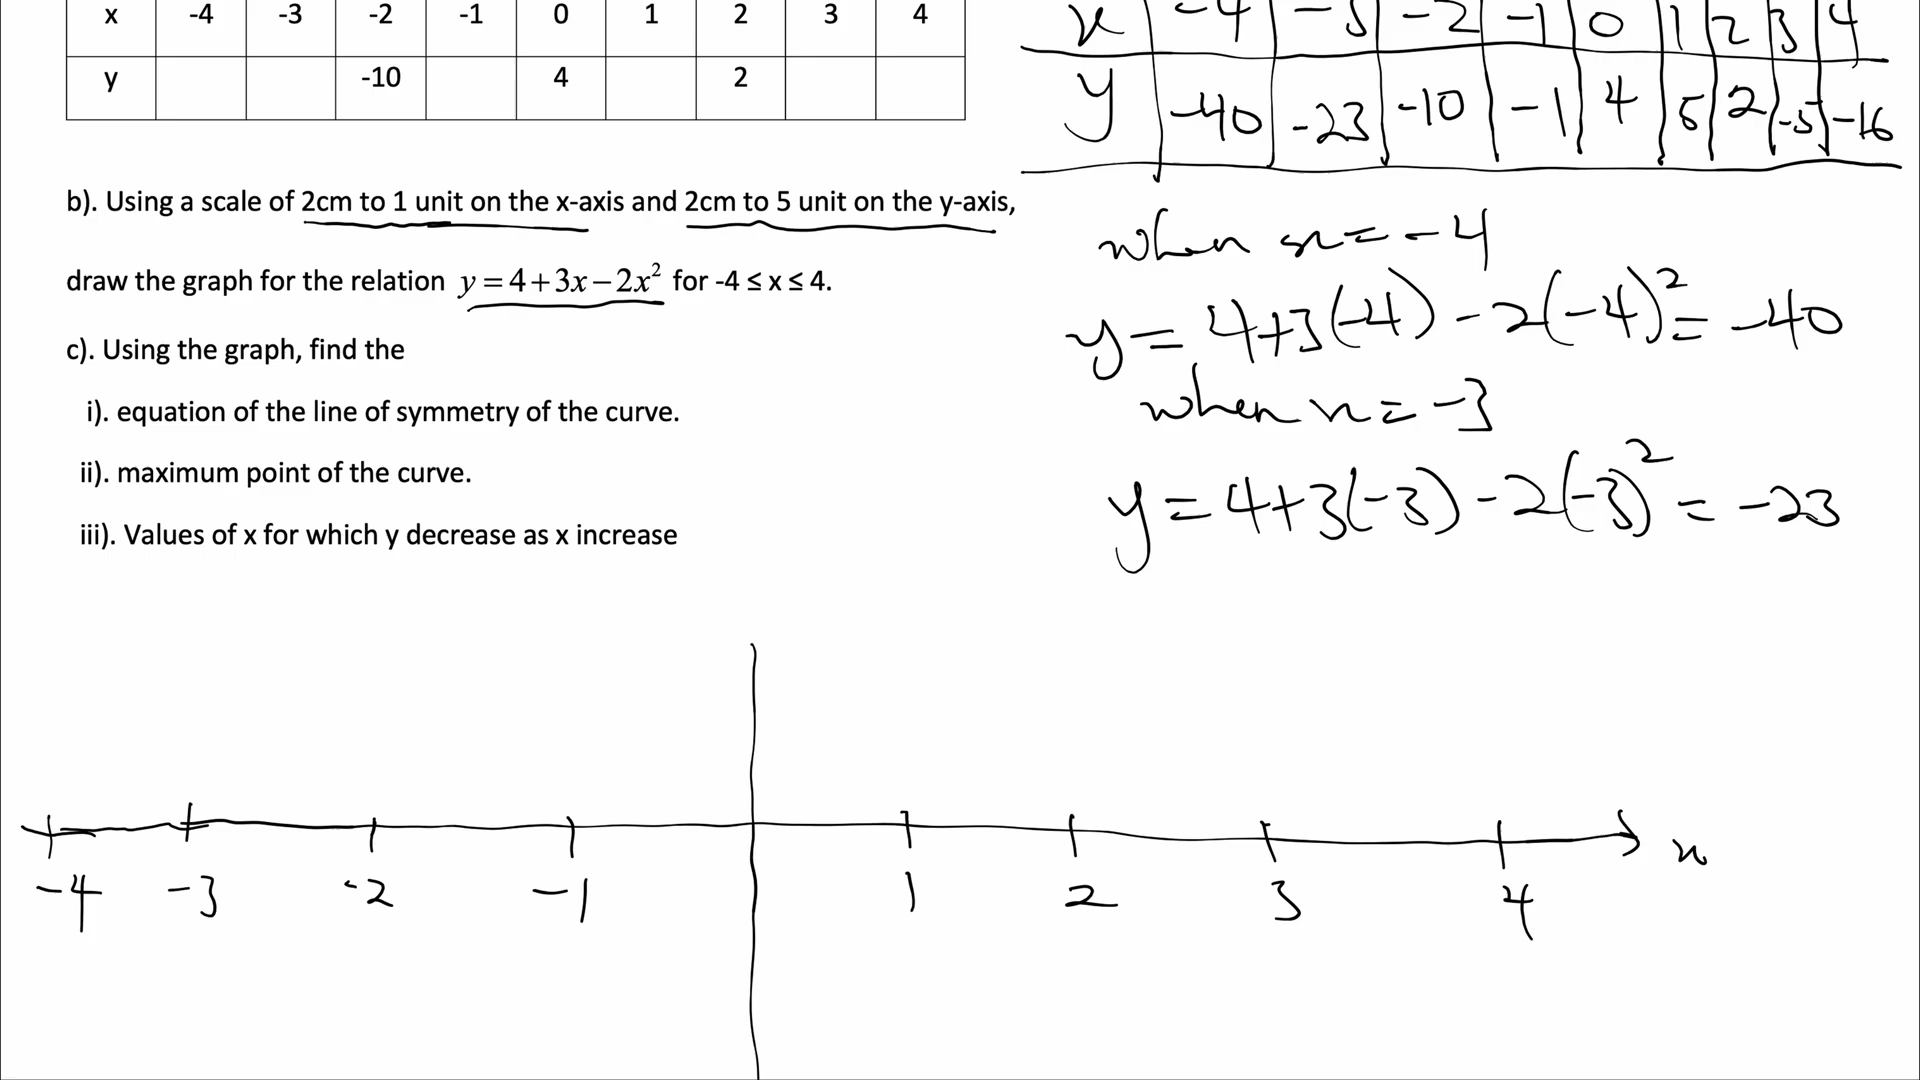 x -4 -3 -2 -1 0 1 2 3 4
y -10 4 2
x -4 -3 -2 -1 0 1 2 3 4
y -40 -23 -10 -1 4 5 2 -5 -16
b). Using a scale of 2cm to 1 unit on the x-axis and 2cm to 5 unit on the y-axis,
draw the graph for the relation y = 4 + 3x − 2x² for -4 ≤ x ≤ 4.
c). Using the graph, find the
i). equation of the line of symmetry of the curve.
ii). maximum point of the curve.
iii). Values of x for which y decrease as x increase
when x = -4
y = 4+3(-4) - 2(-4)² = -40
when x = -3
y = 4+3(-3) - 2(-3)² = -23
x
-4 -3 -2 -1 1 2 3 4